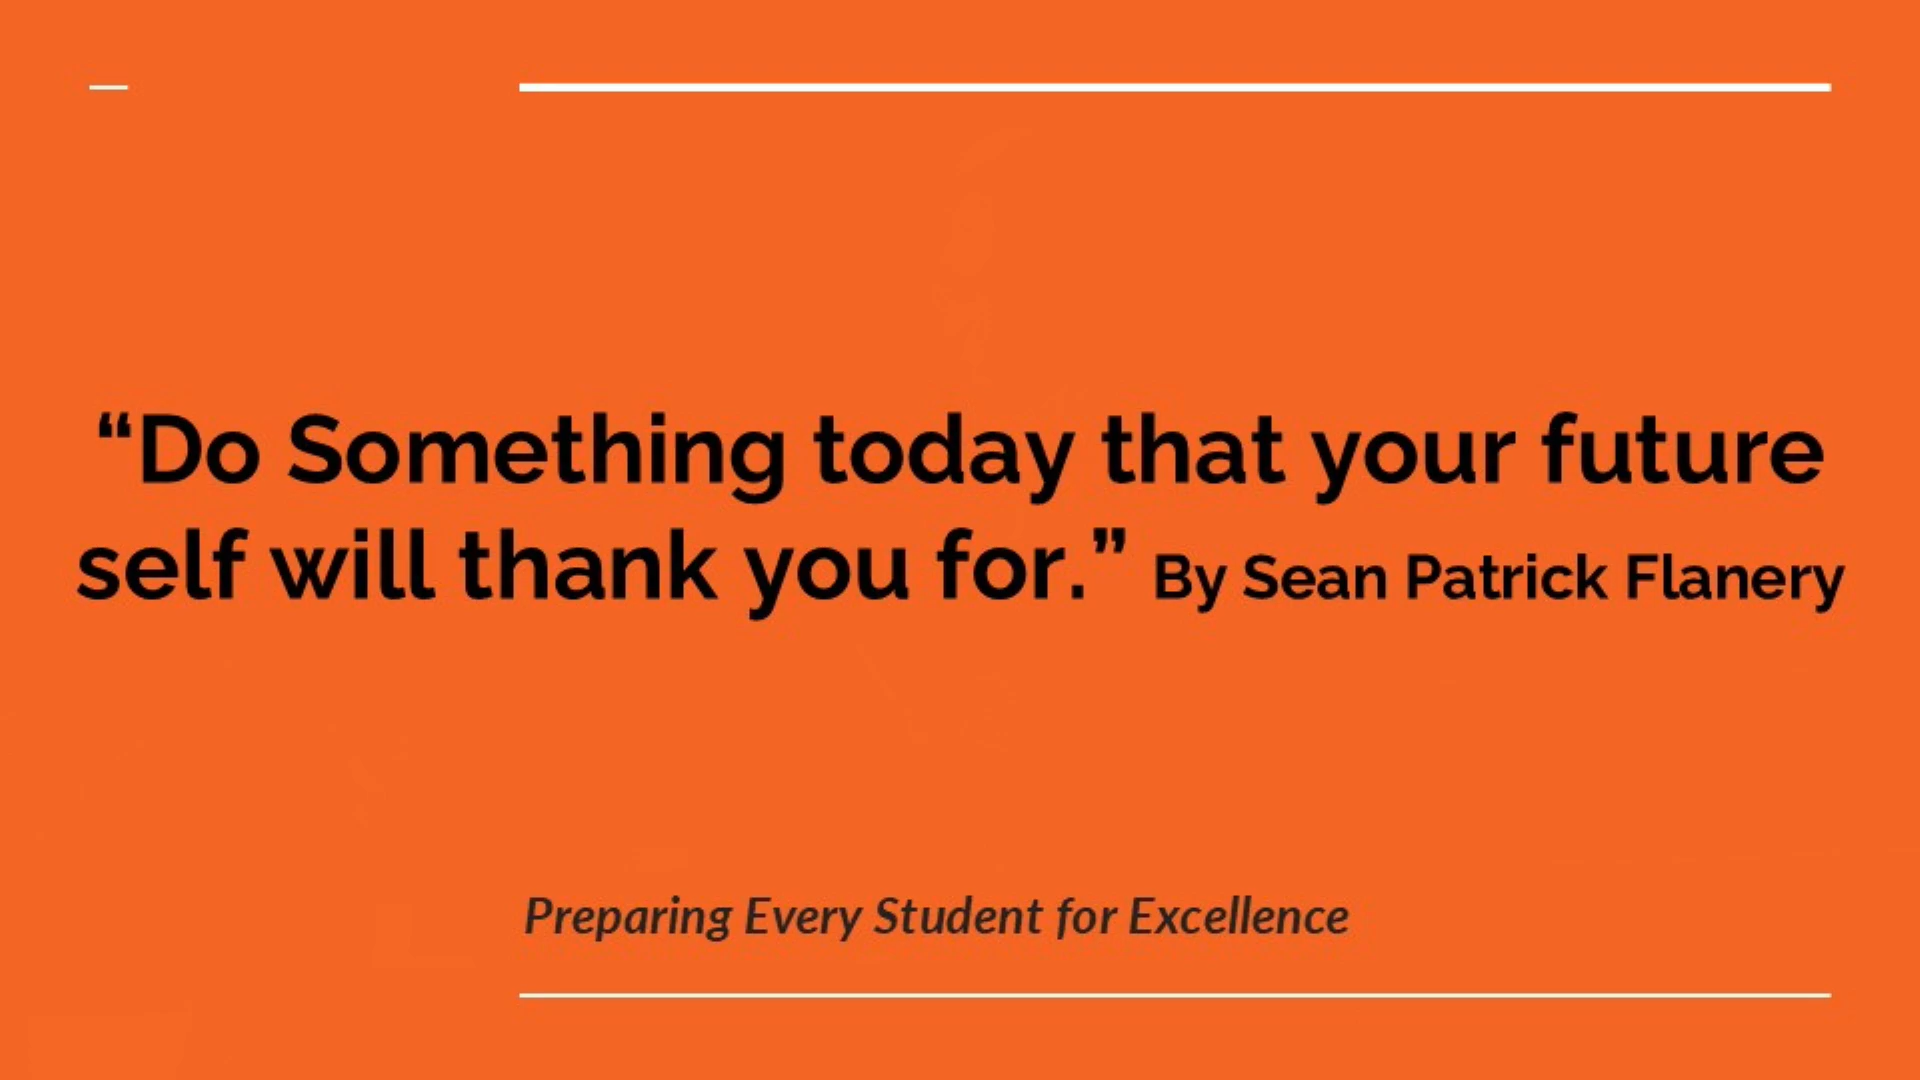 “Do Something today that your future
self will thank you for.” By Sean Patrick Flanery
Preparing Every Student for Excellence